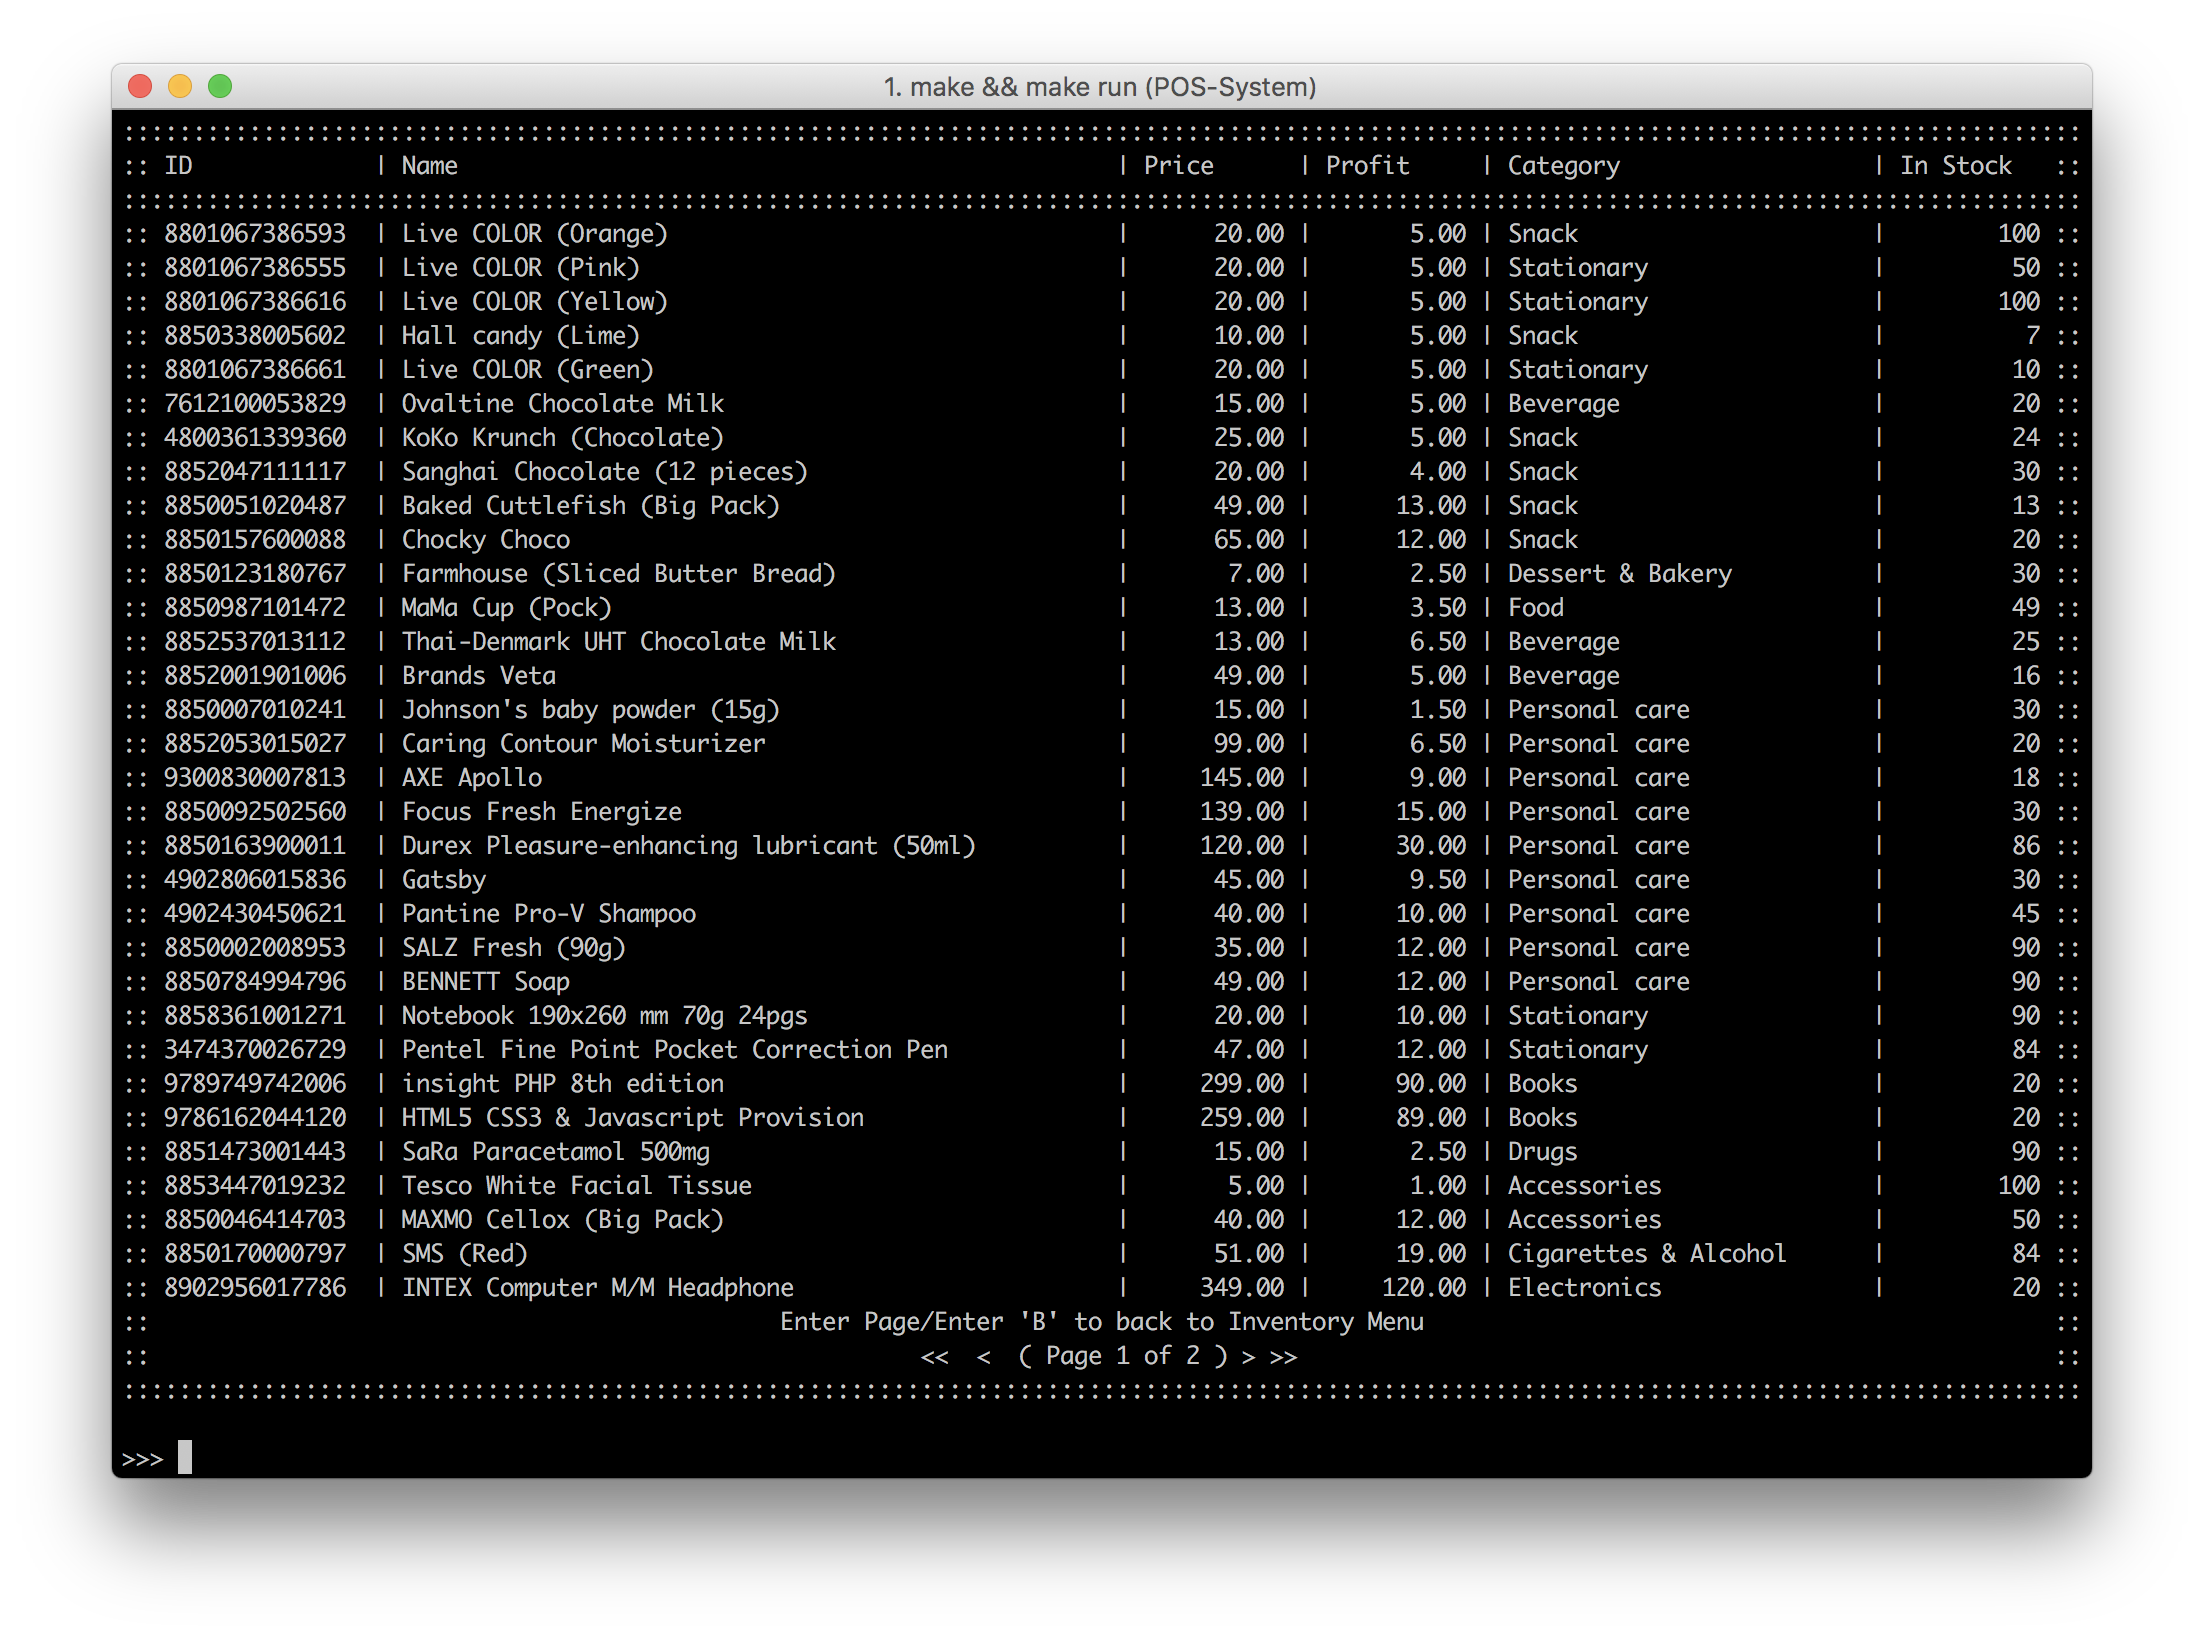 1. make && make run (POS-System)
:: ID | Name | Price | Profit | Category | In Stock ::
:: 8801067386593 | Live COLOR (Orange) | 20.00 | 5.00 | Snack | 100 ::
:: 8801067386555 | Live COLOR (Pink) | 20.00 | 5.00 | Stationary | 50 ::
:: 8801067386616 | Live COLOR (Yellow) | 20.00 | 5.00 | Stationary | 100 ::
:: 8850338005602 | Hall candy (Lime) | 10.00 | 5.00 | Snack | 7 ::
:: 8801067386661 | Live COLOR (Green) | 20.00 | 5.00 | Stationary | 10 ::
:: 7612100053829 | Ovaltine Chocolate Milk | 15.00 | 5.00 | Beverage | 20 ::
:: 4800361339360 | KoKo Krunch (Chocolate) | 25.00 | 5.00 | Snack | 24 ::
:: 8852047111117 | Sanghai Chocolate (12 pieces) | 20.00 | 4.00 | Snack | 30 ::
:: 8850051020487 | Baked Cuttlefish (Big Pack) | 49.00 | 13.00 | Snack | 13 ::
:: 8850157600088 | Chocky Choco | 65.00 | 12.00 | Snack | 20 ::
:: 8850123180767 | Farmhouse (Sliced Butter Bread) | 7.00 | 2.50 | Dessert & Bakery | 30 ::
:: 8850987101472 | MaMa Cup (Pock) | 13.00 | 3.50 | Food | 49 ::
:: 8852537013112 | Thai-Denmark UHT Chocolate Milk | 13.00 | 6.50 | Beverage | 25 ::
:: 8852001901006 | Brands Veta | 49.00 | 5.00 | Beverage | 16 ::
:: 8850007010241 | Johnson's baby powder (15g) | 15.00 | 1.50 | Personal care | 30 ::
:: 8852053015027 | Caring Contour Moisturizer | 99.00 | 6.50 | Personal care | 20 ::
:: 9300830007813 | AXE Apollo | 145.00 | 9.00 | Personal care | 18 ::
:: 8850092502560 | Focus Fresh Energize | 139.00 | 15.00 | Personal care | 30 ::
:: 8850163900011 | Durex Pleasure-enhancing lubricant (50ml) | 120.00 | 30.00 | Personal care | 86 ::
:: 4902806015836 | Gatsby | 45.00 | 9.50 | Personal care | 30 ::
:: 4902430450621 | Pantine Pro-V Shampoo | 40.00 | 10.00 | Personal care | 45 ::
:: 8850002008953 | SALZ Fresh (90g) | 35.00 | 12.00 | Personal care | 90 ::
:: 8850784994796 | BENNETT Soap | 49.00 | 12.00 | Personal care | 90 ::
:: 8858361001271 | Notebook 190x260 mm 70g 24pgs | 20.00 | 10.00 | Stationary | 90 ::
:: 3474370026729 | Pentel Fine Point Pocket Correction Pen | 47.00 | 12.00 | Stationary | 84 ::
:: 9789749742006 | insight PHP 8th edition | 299.00 | 90.00 | Books | 20 ::
:: 9786162044120 | HTML5 CSS3 & Javascript Provision | 259.00 | 89.00 | Books | 20 ::
:: 8851473001443 | SaRa Paracetamol 500mg | 15.00 | 2.50 | Drugs | 90 ::
:: 8853447019232 | Tesco White Facial Tissue | 5.00 | 1.00 | Accessories | 100 ::
:: 8850046414703 | MAXMO Cellox (Big Pack) | 40.00 | 12.00 | Accessories | 50 ::
:: 8850170000797 | SMS (Red) | 51.00 | 19.00 | Cigarettes & Alcohol | 84 ::
:: 8902956017786 | INTEX Computer M/M Headphone | 349.00 | 120.00 | Electronics | 20 ::
:: Enter Page/Enter 'B' to back to Inventory Menu ::
:: << < ( Page 1 of 2 ) > >> ::
>>>